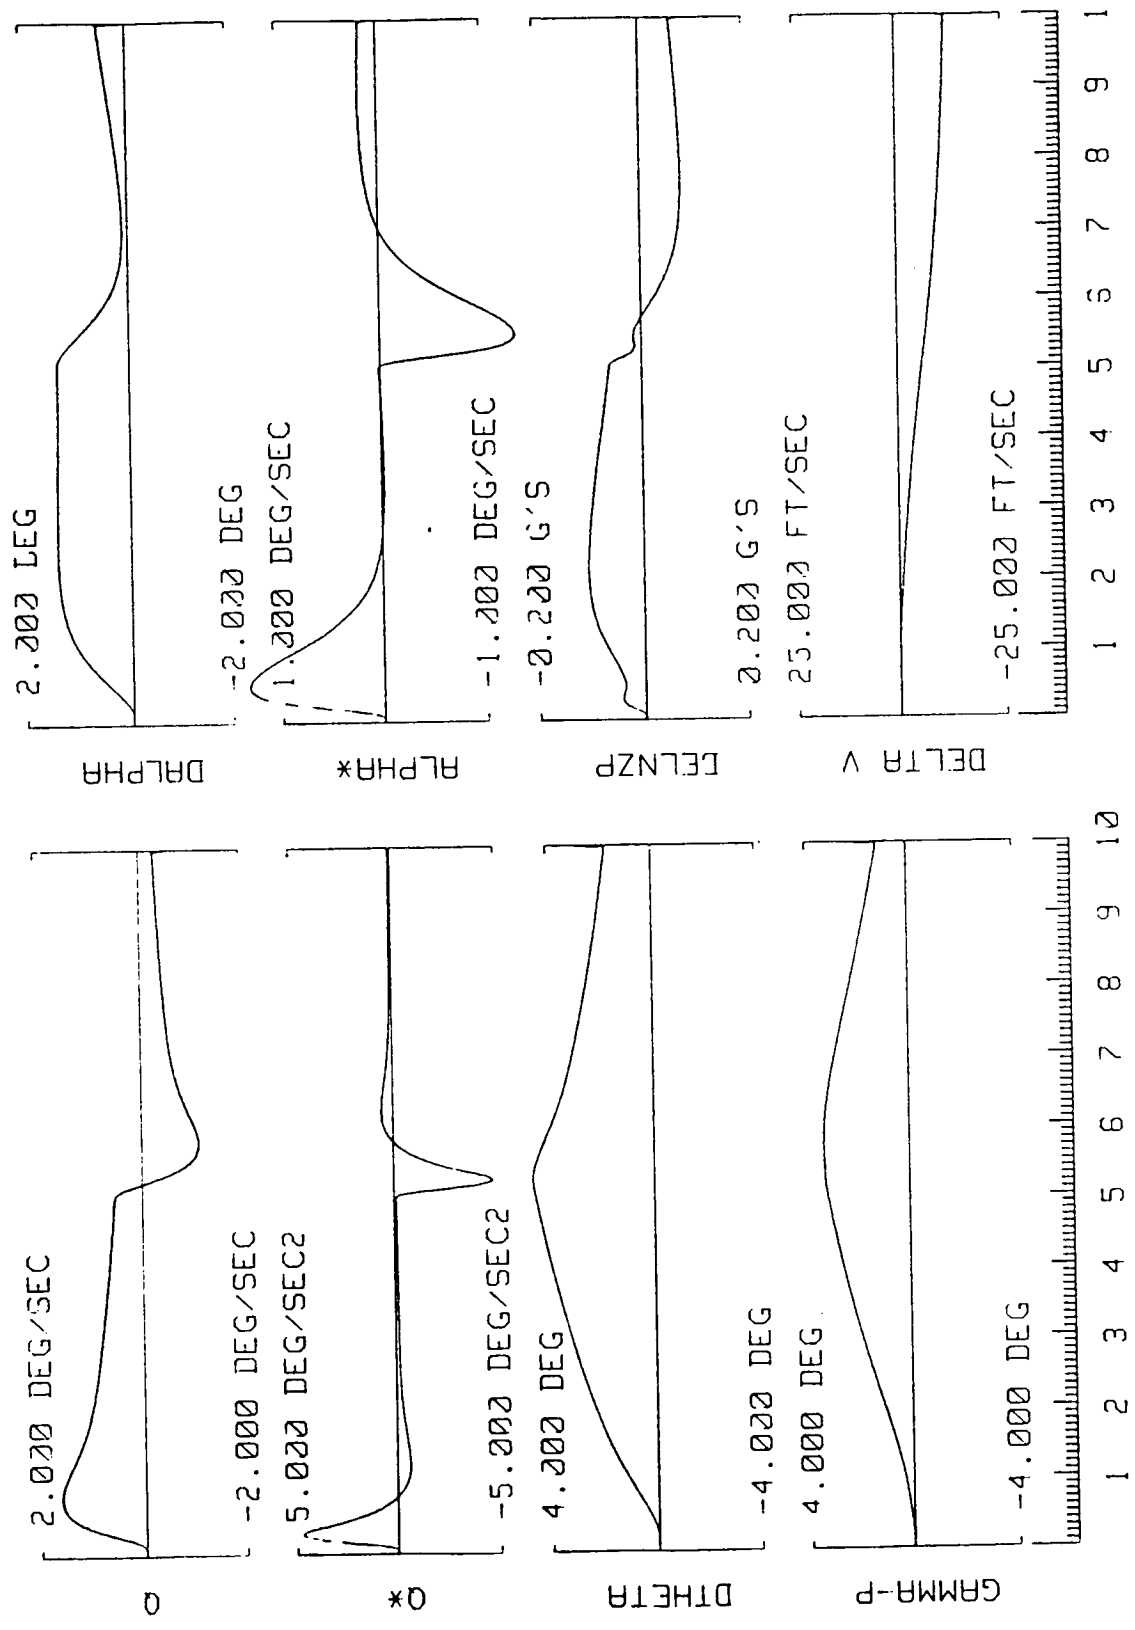 2.000 DEG/SEC
Q
-2.000 DEG/SEC
5.000 DEG/SEC2
Q*
-5.000 DEG/SEC2
4.000 DEG
DTHETA
-4.000 DEG
4.000 DEG
GAMMA-P
-4.000 DEG
1 2 3 4 5 6 7 8 9 10
2.000 DEG
DALPHA
-2.000 DEG
1.000 DEG/SEC
ALPHA*
-1.000 DEG/SEC
-0.200 G'S
DELNZP
0.200 G'S
25.000 FT/SEC
DELTA V
-25.000 FT/SEC
1 2 3 4 5 6 7 8 9 1